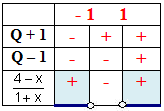 - 1 1
Q + 1 - + +
Q – 1 - - +
4 – x
1 + x + - +